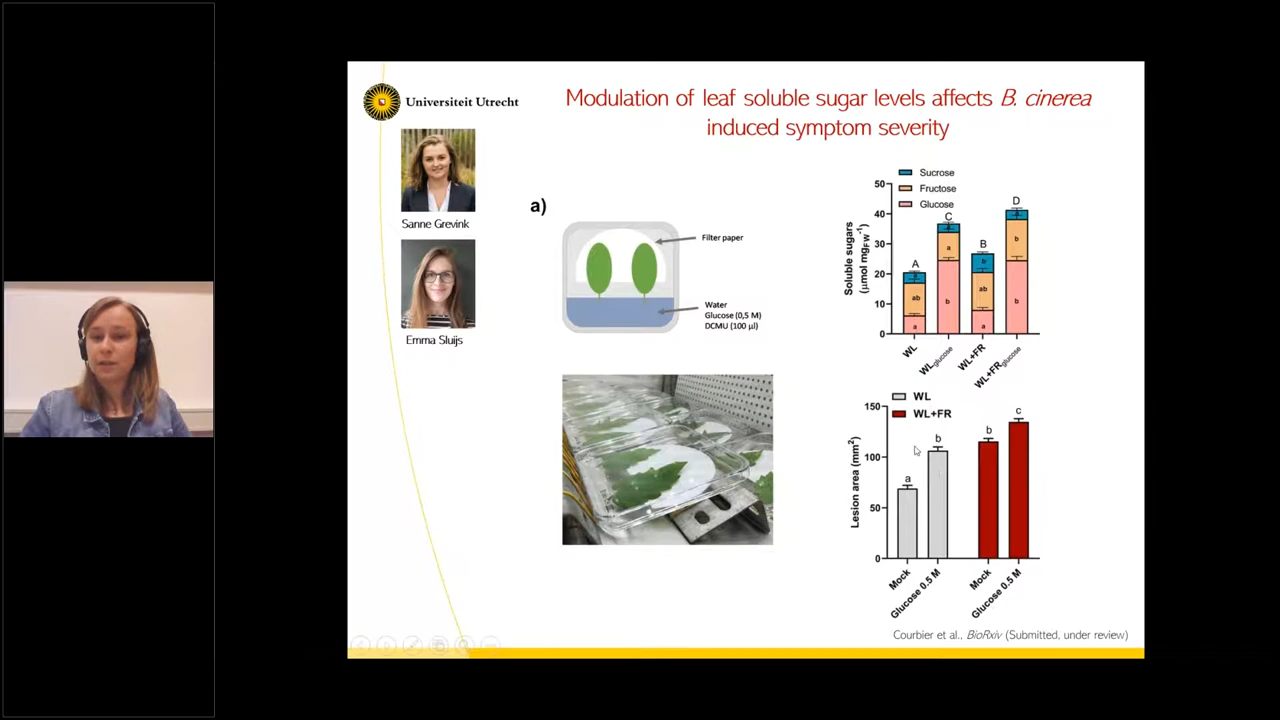 Universiteit Utrecht
Modulation of leaf soluble sugar levels affects B. cinerea
induced symptom severity
Sanne Grevink
Emma Sluijs
a)
Filter paper
Water
Glucose (0,5 M)
DCMU (100 µl)
Sucrose
Fructose
Glucose
Soluble sugars
(µmol mgFW-1)
50
40
30
20
10
0
A
C
B
D
a
b
b
ab
a
ab
b
a
b
a
b
WL
WLglucose
WL+FR
WL+FRglucose
WL
WL+FR
Lesion area (mm2)
150
100
50
0
a
b
b
c
Mock
Glucose 0.5 M
Mock
Glucose 0.5 M
Courbier et al., BioRxiv (Submitted, under review)